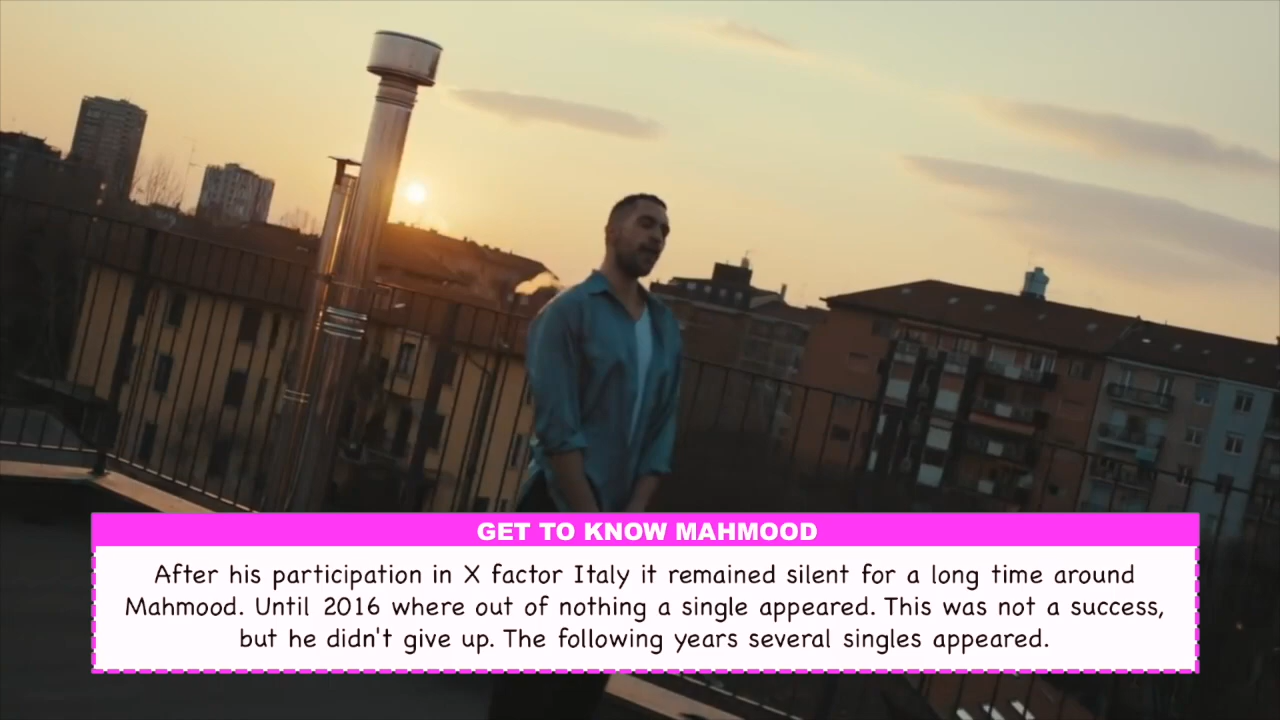 GET TO KNOW MAHMOOD
After his participation in X factor Italy it remained silent for a long time around
Mahmood. Until 2016 where out of nothing a single appeared. This was not a success,
but he didn't give up. The following years several singles appeared.